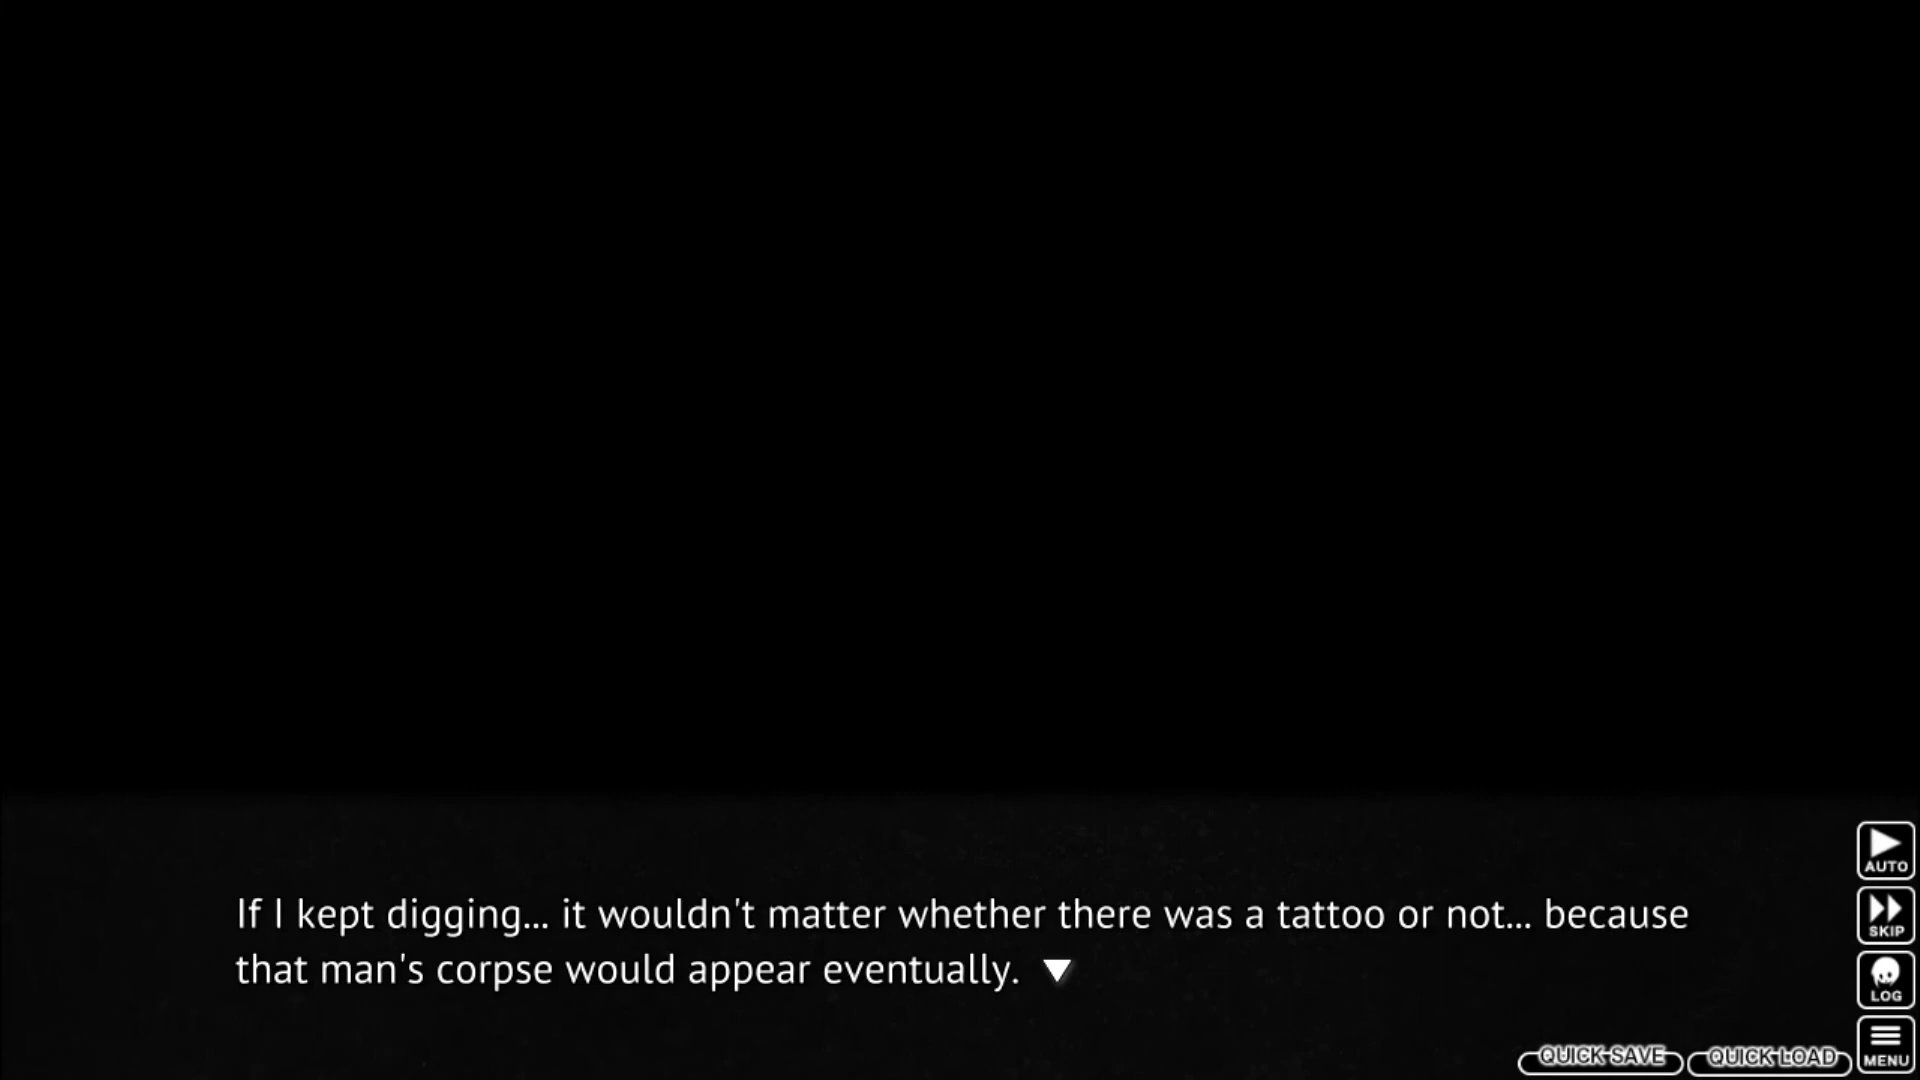 If I kept digging... it wouldn't matter whether there was a tattoo or not... because
that man's corpse would appear eventually.
AUTO
SKIP
LOG
MENU
QUICK SAVE QUICK LOAD